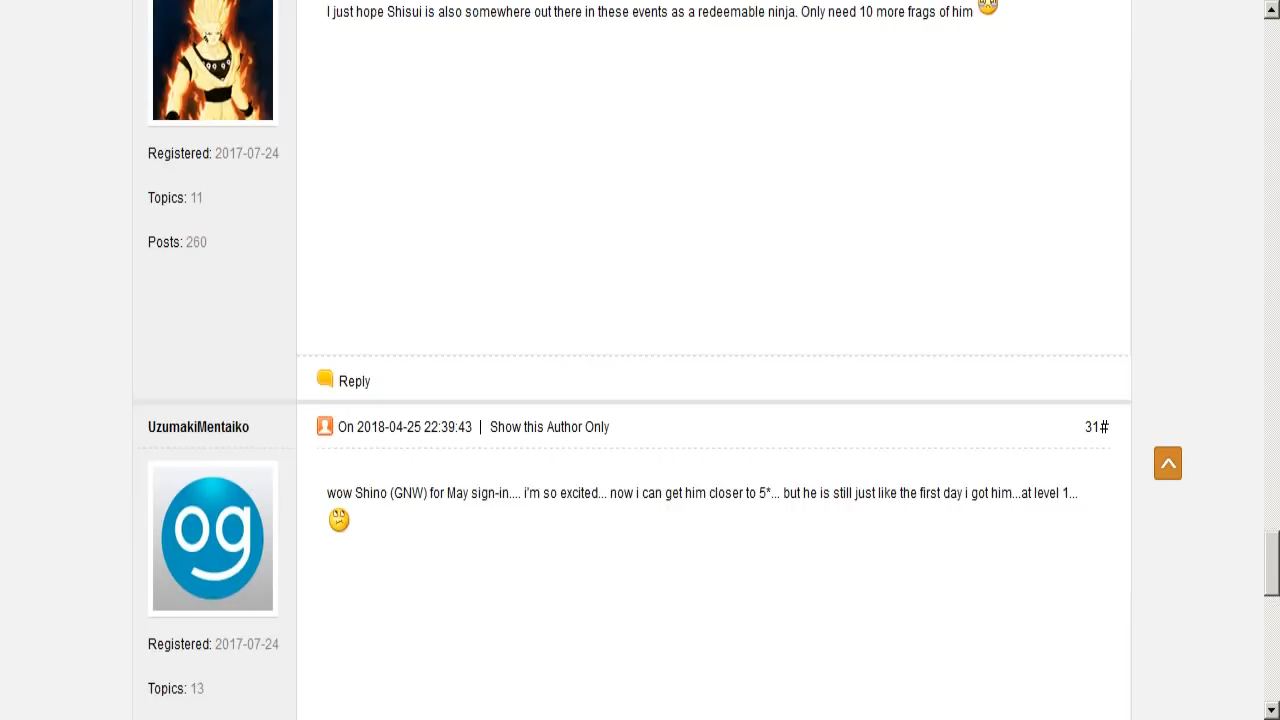 I just hope Shisui is also somewhere out there in these events as a redeemable ninja. Only need 10 more frags of him
Registered: 2017-07-24
Topics: 11
Posts: 260
Reply
UzumakiMentaiko
On 2018-04-25 22:39:43 | Show this Author Only
31#
og
wow Shino (GNW) for May sign-in.... i'm so excited... now i can get him closer to 5*... but he is still just like the first day i got him...at level 1...
Registered: 2017-07-24
Topics: 13